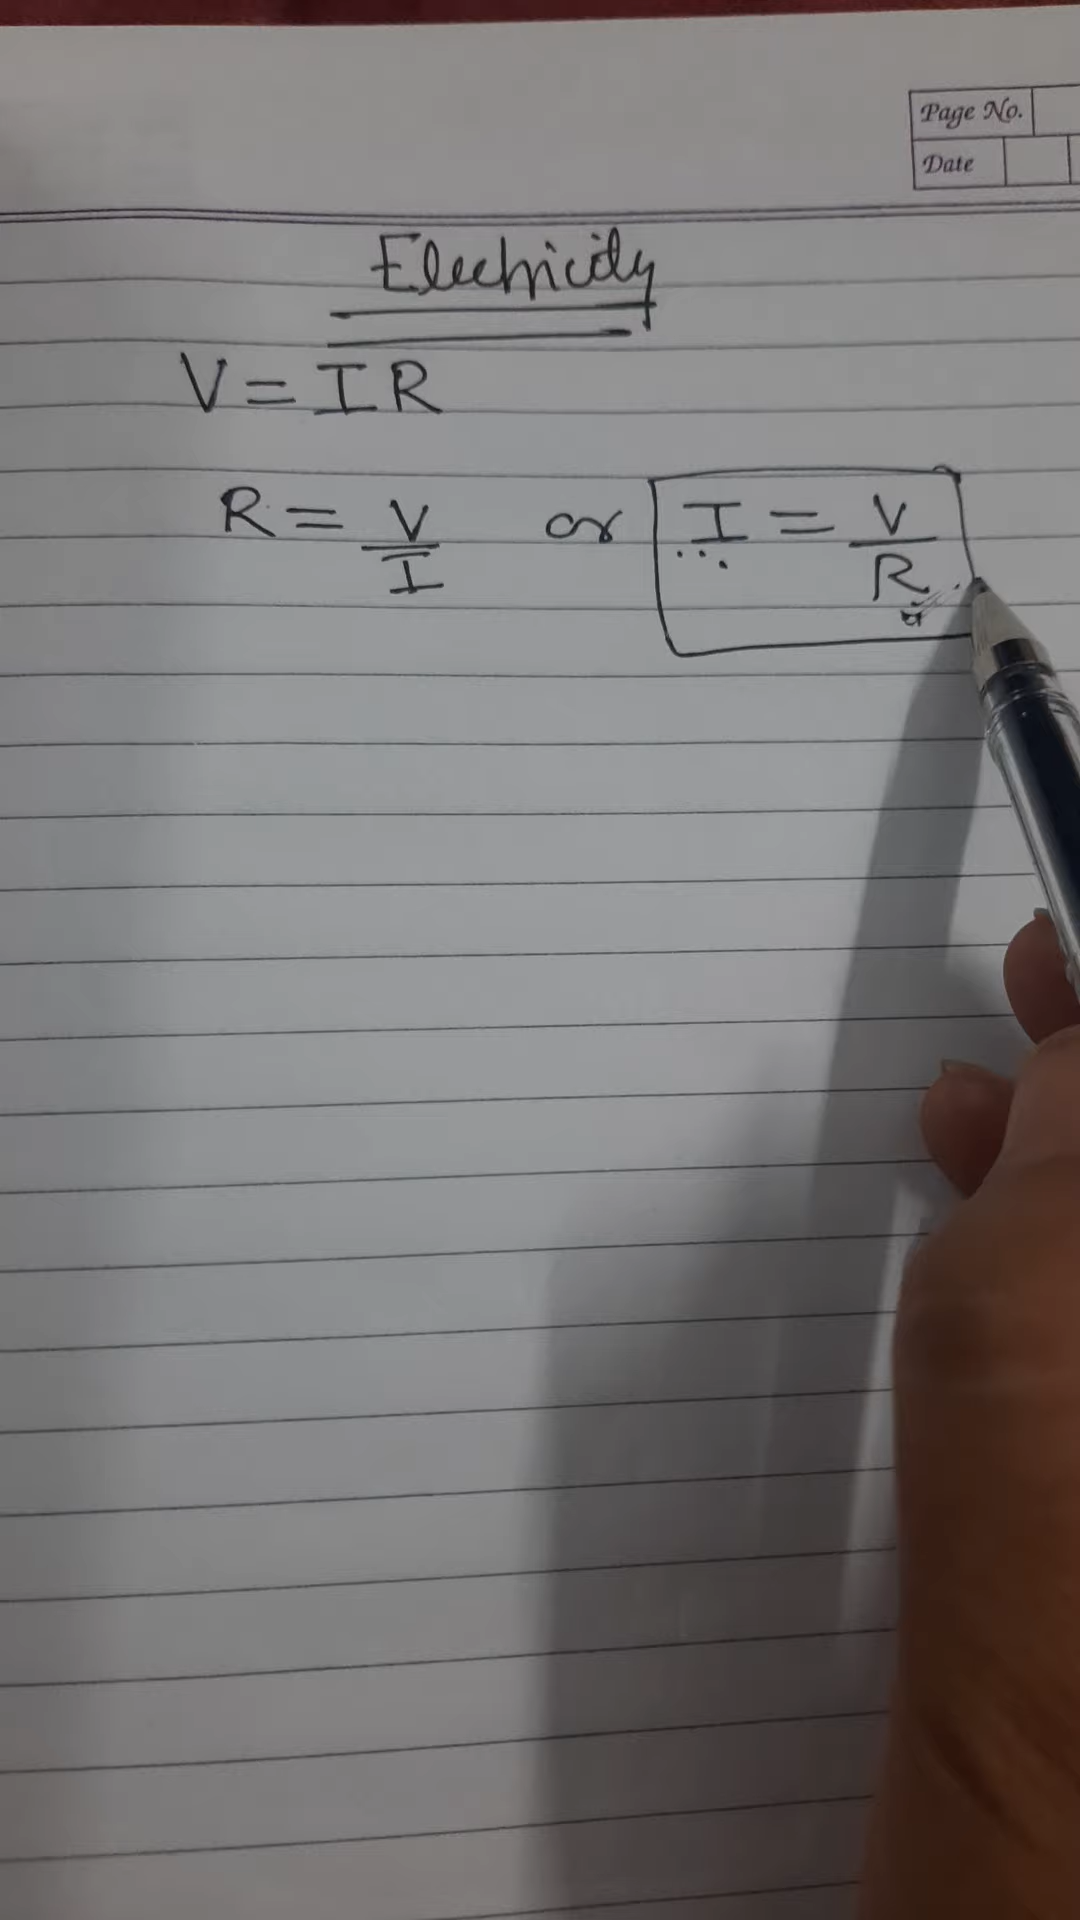 Page No.
Date
Electricity
V = IR
R = V/I or I = V/R